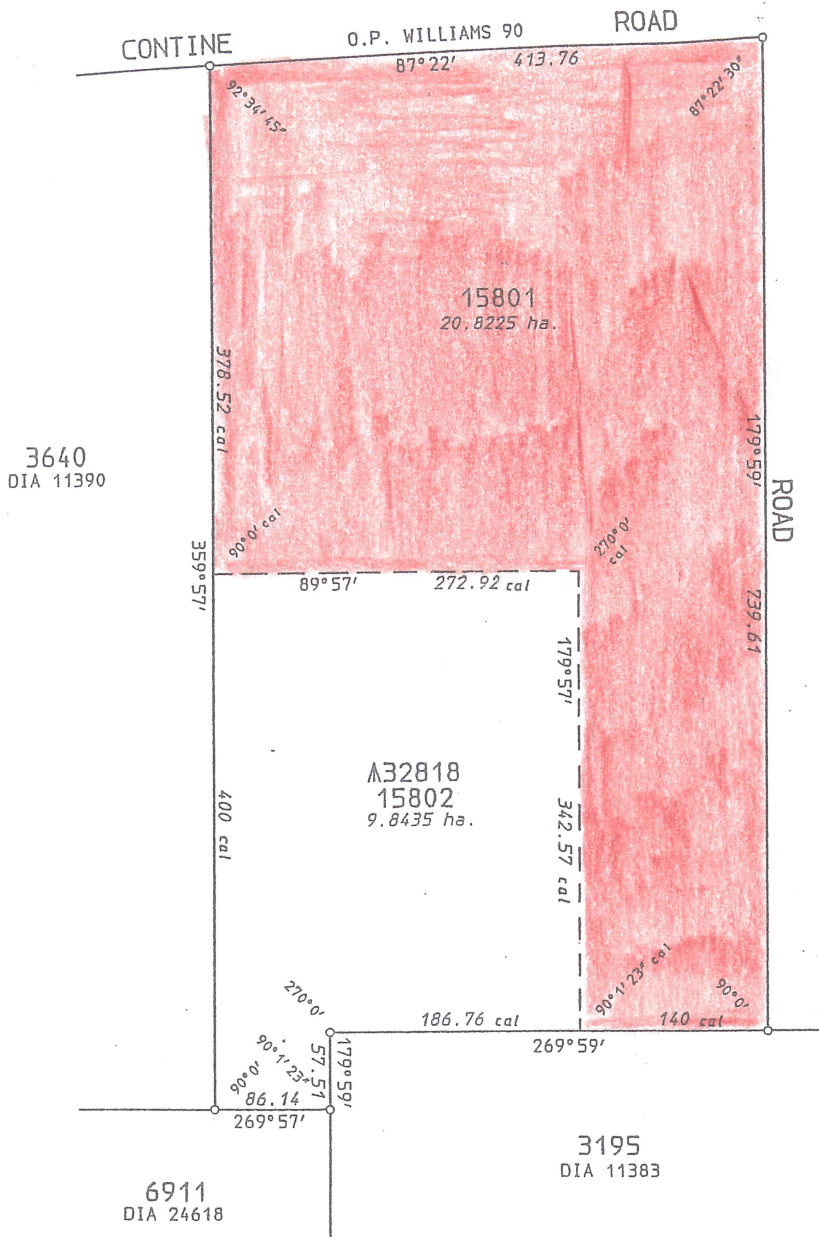 CONTINE
O.P. WILLIAMS 90
ROAD
87°22'
413.76
92°34'45"
87°22'30"
15801
20.8225 ha.
378.52 cal
179°59'
3640
DIA 11390
ROAD
90°0' cal
270°0'
cal
359°57'
89°57'
272.92 cal
739.61
179°57'
A32818
15802
9.8435 ha.
400 cal
342.57 cal
270°0'
90°1'23" cal
90°0'
186.76 cal
140 cal
269°59'
90°1'23"
90°0'
57.51
179°59'
86.14
269°57'
3195
DIA 11383
6911
DIA 24618